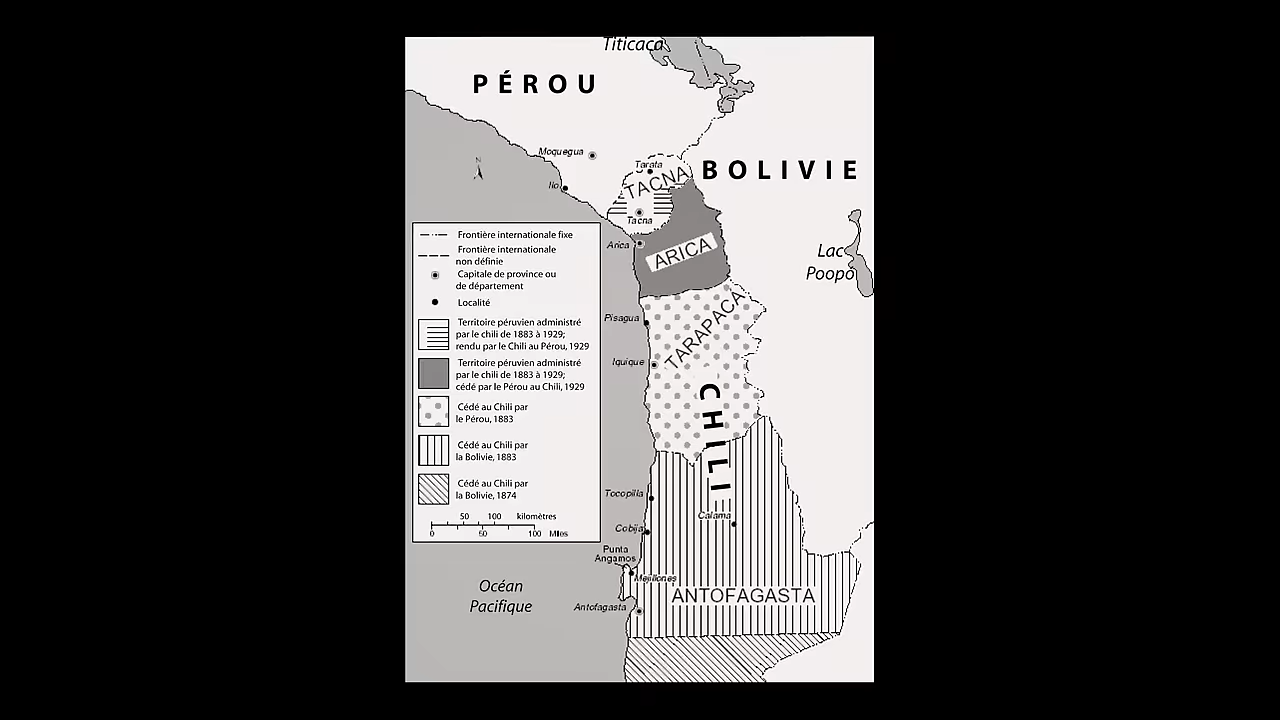 Titicaca
PÉROU
Moquegua
Tarata
BOLIVIE
TACNA
Ilo
Tacna
Arica
ARICA
Lac
Poopó
Frontière internationale fixe
Frontière internationale
non définie
Capitale de province ou
de département
Localité
Territoire péruvien administré
par le chili de 1883 à 1929;
rendu par le Chili au Pérou, 1929
Territoire péruvien administré
par le chili de 1883 à 1929;
cédé par le Pérou au Chili, 1929
Cédé au Chili par
le Pérou, 1883
Cédé au Chili par
la Bolivie, 1883
Cédé au Chili par
la Bolivie, 1874
50 100 kilomètres
0 50 100 Miles
N
Pisagua
TARAPACA
Iquique
CHILI
Tocopilla
Calama
Cobija
Punta
Angamos
Mejillones
Océan
Pacifique
ANTOFAGASTA
Antofagasta